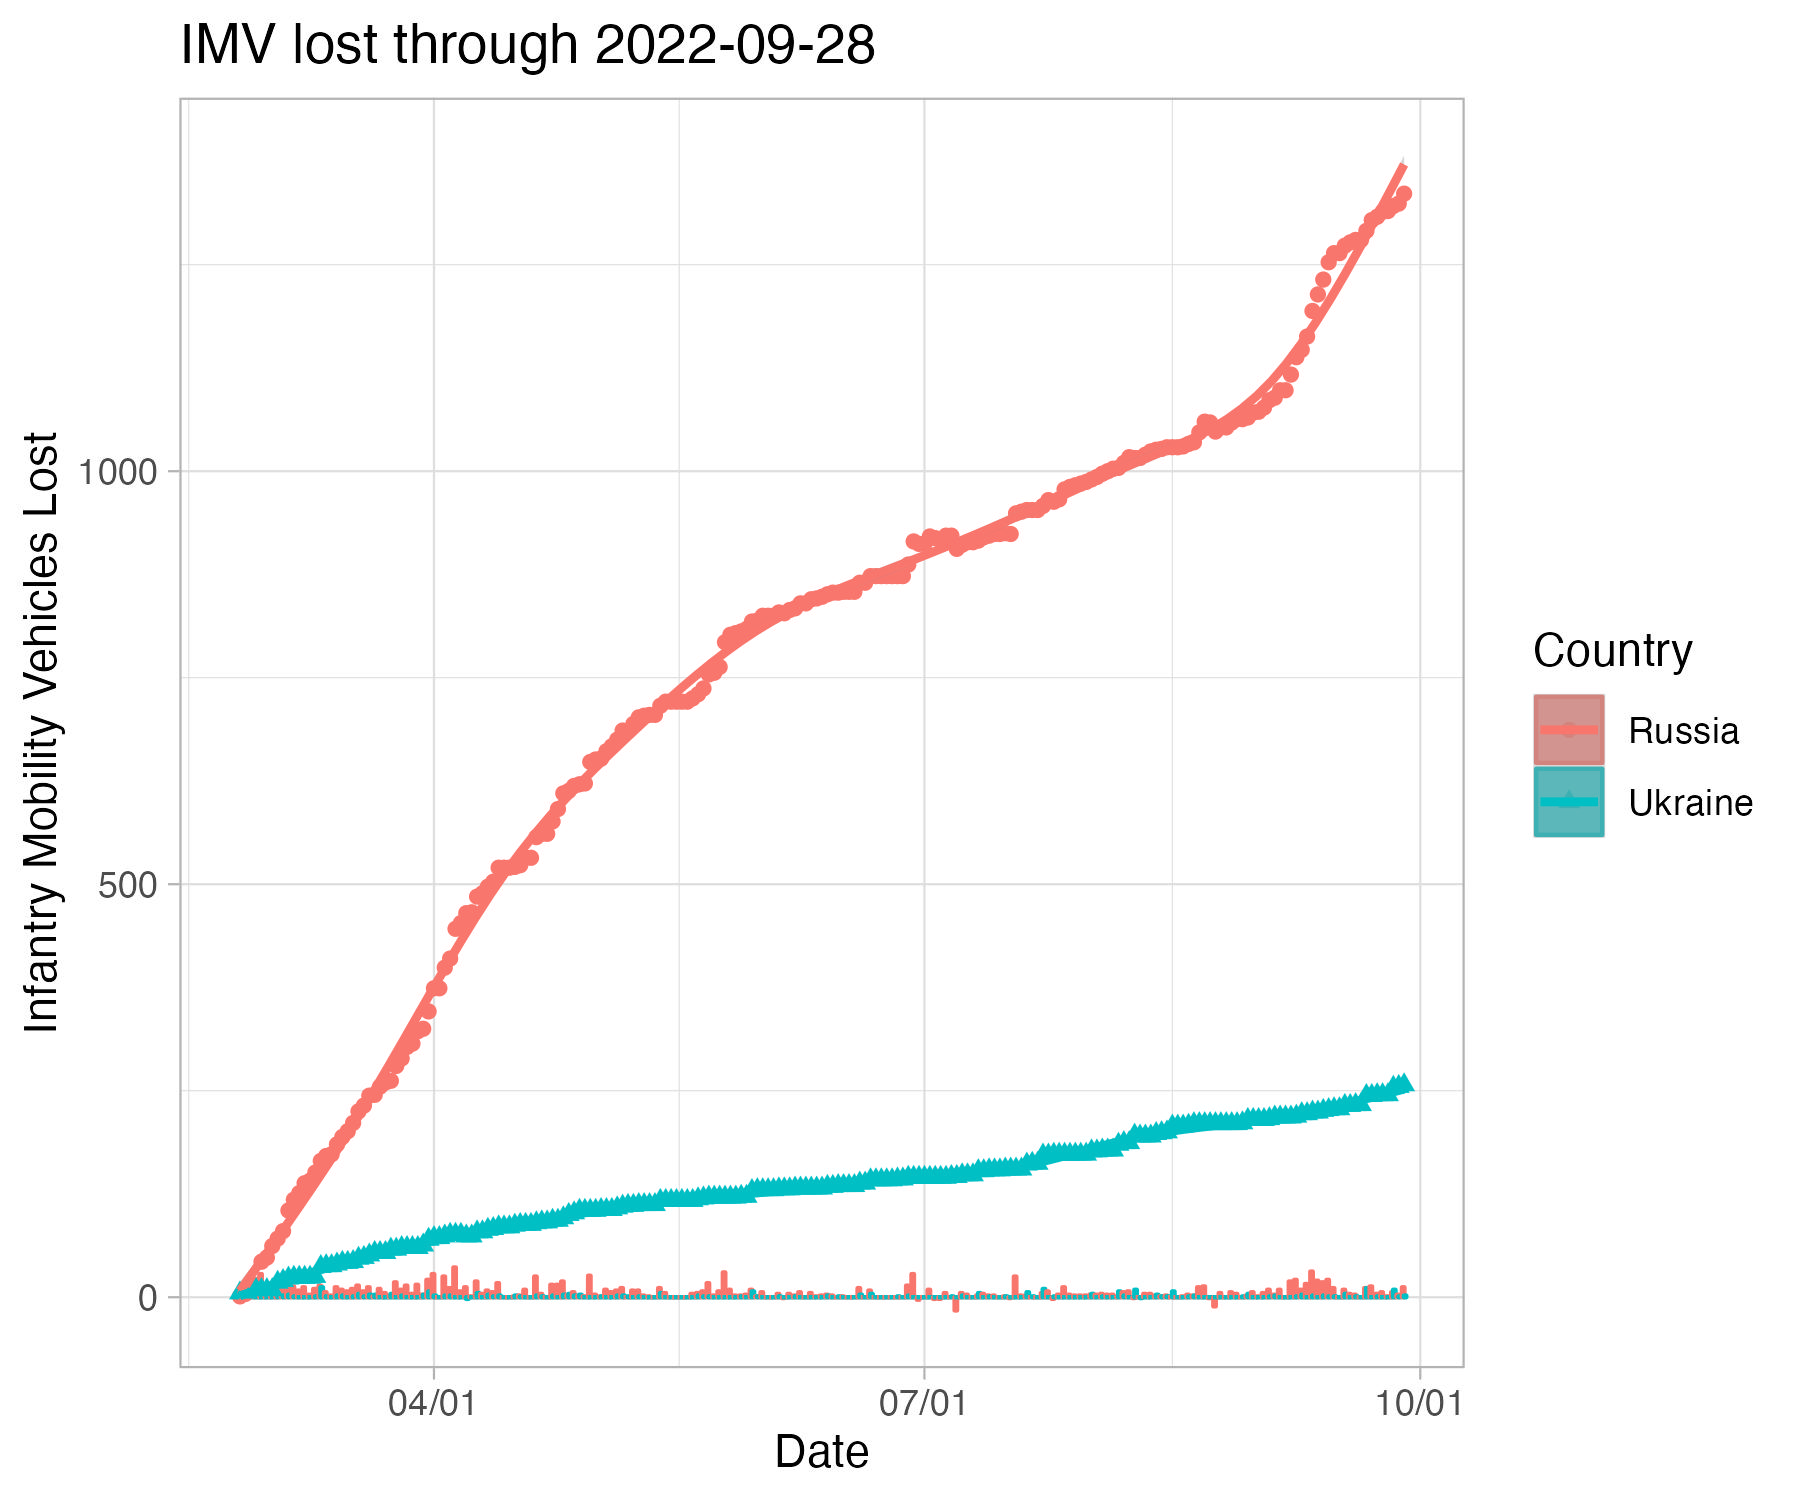 IMV lost through 2022-09-28
Infantry Mobility Vehicles Lost
1000
500
0
04/01
07/01
10/01
Date
Country
Russia
Ukraine